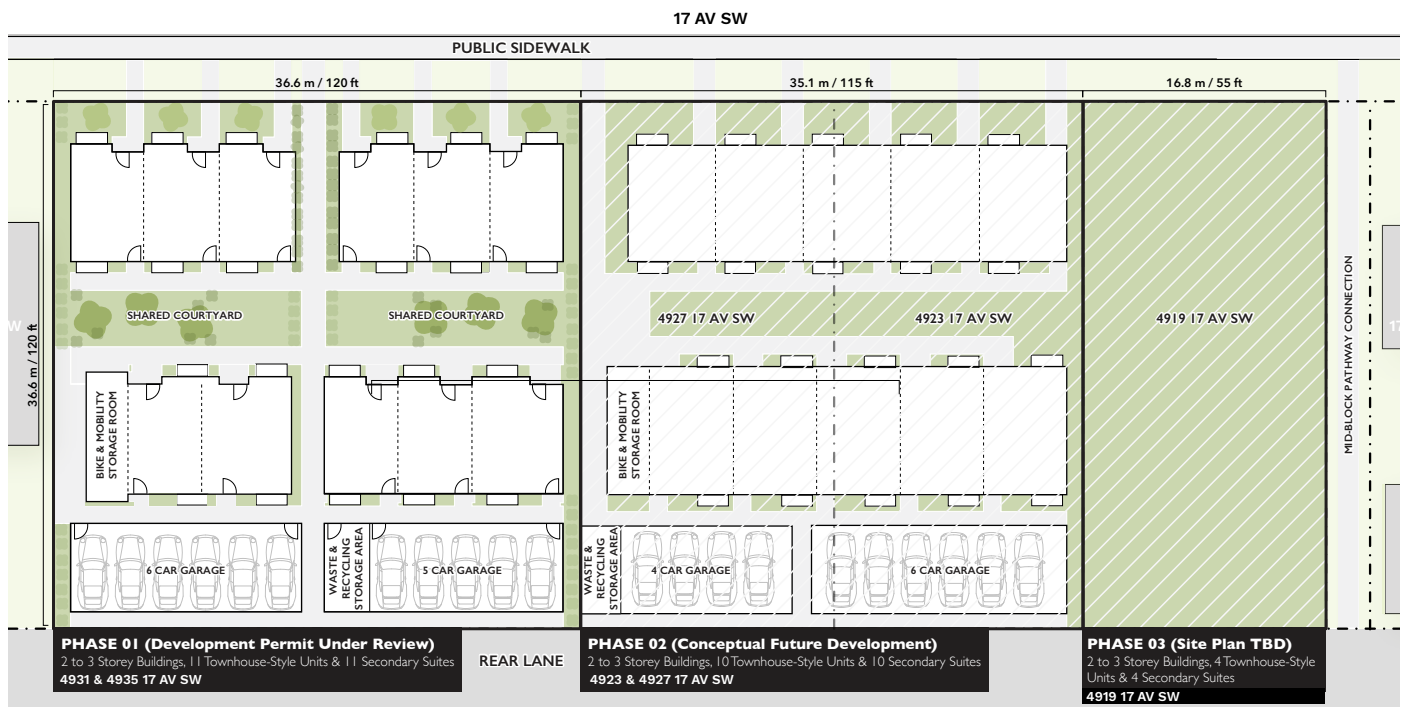 17 AV SW
PUBLIC SIDEWALK
36.6 m / 120 ft
35.1 m / 115 ft
16.8 m / 55 ft
36.6 m / 120 ft
W
SHARED COURTYARD
SHARED COURTYARD
4927 17 AV SW
4923 17 AV SW
4919 17 AV SW
17
MID-BLOCK PATHWAY CONNECTION
BIKE & MOBILITY
STORAGE ROOM
BIKE & MOBILITY
STORAGE ROOM
6 CAR GARAGE
WASTE &
RECYCLING
STORAGE AREA
5 CAR GARAGE
WASTE &
RECYCLING
STORAGE AREA
4 CAR GARAGE
6 CAR GARAGE
PHASE 01 (Development Permit Under Review)
2 to 3 Storey Buildings, 11 Townhouse-Style Units & 11 Secondary Suites
4931 & 4935 17 AV SW
REAR LANE
PHASE 02 (Conceptual Future Development)
2 to 3 Storey Buildings, 10 Townhouse-Style Units & 10 Secondary Suites
4923 & 4927 17 AV SW
PHASE 03 (Site Plan TBD)
2 to 3 Storey Buildings, 4 Townhouse-Style
Units & 4 Secondary Suites
4919 17 AV SW